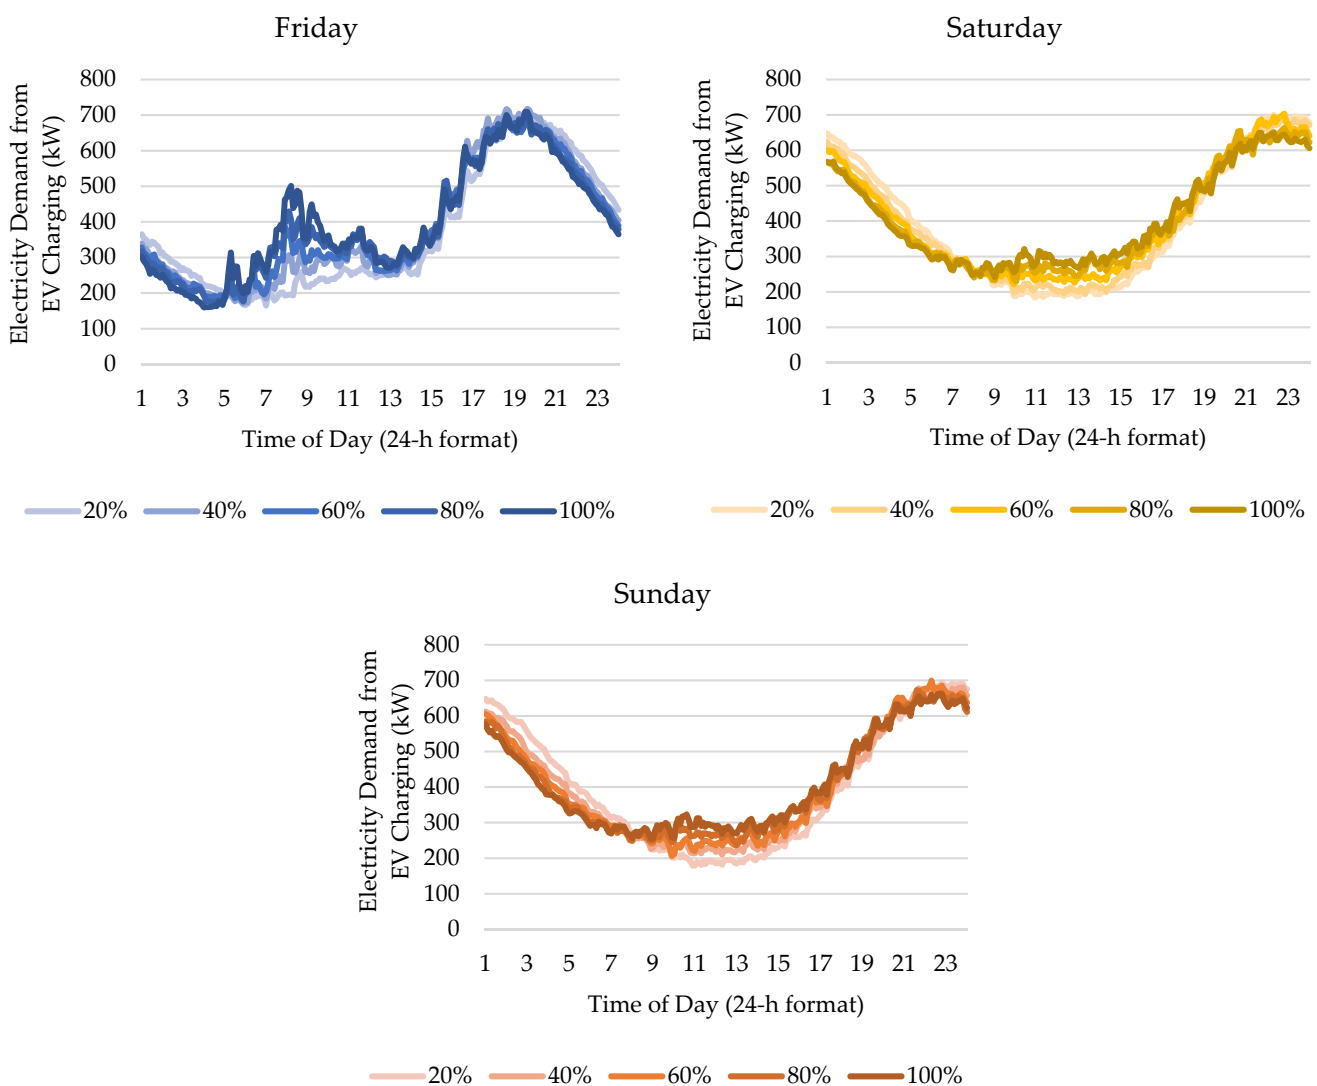 Friday
Electricity Demand from
EV Charging (kW)
800
700
600
500
400
300
200
100
0
1 3 5 7 9 11 13 15 17 19 21 23
Time of Day (24-h format)
20% 40% 60% 80% 100%
Saturday
Electricity Demand from
EV Charging (kW)
800
700
600
500
400
300
200
100
0
1 3 5 7 9 11 13 15 17 19 21 23
Time of Day (24-h format)
20% 40% 60% 80% 100%
Sunday
Electricity Demand from
EV Charging (kW)
800
700
600
500
400
300
200
100
0
1 3 5 7 9 11 13 15 17 19 21 23
Time of Day (24-h format)
20% 40% 60% 80% 100%